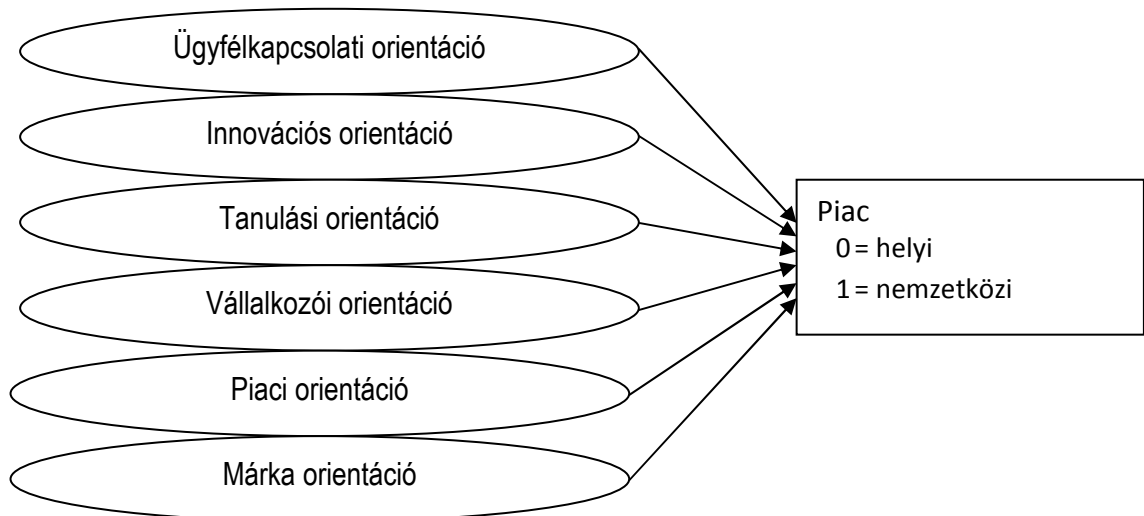 Ügyfélkapcsolati orientáció
Innovációs orientáció
Tanulási orientáció
Vállalkozói orientáció
Piaci orientáció
Márka orientáció
Piac
0 = helyi
1 = nemzetközi